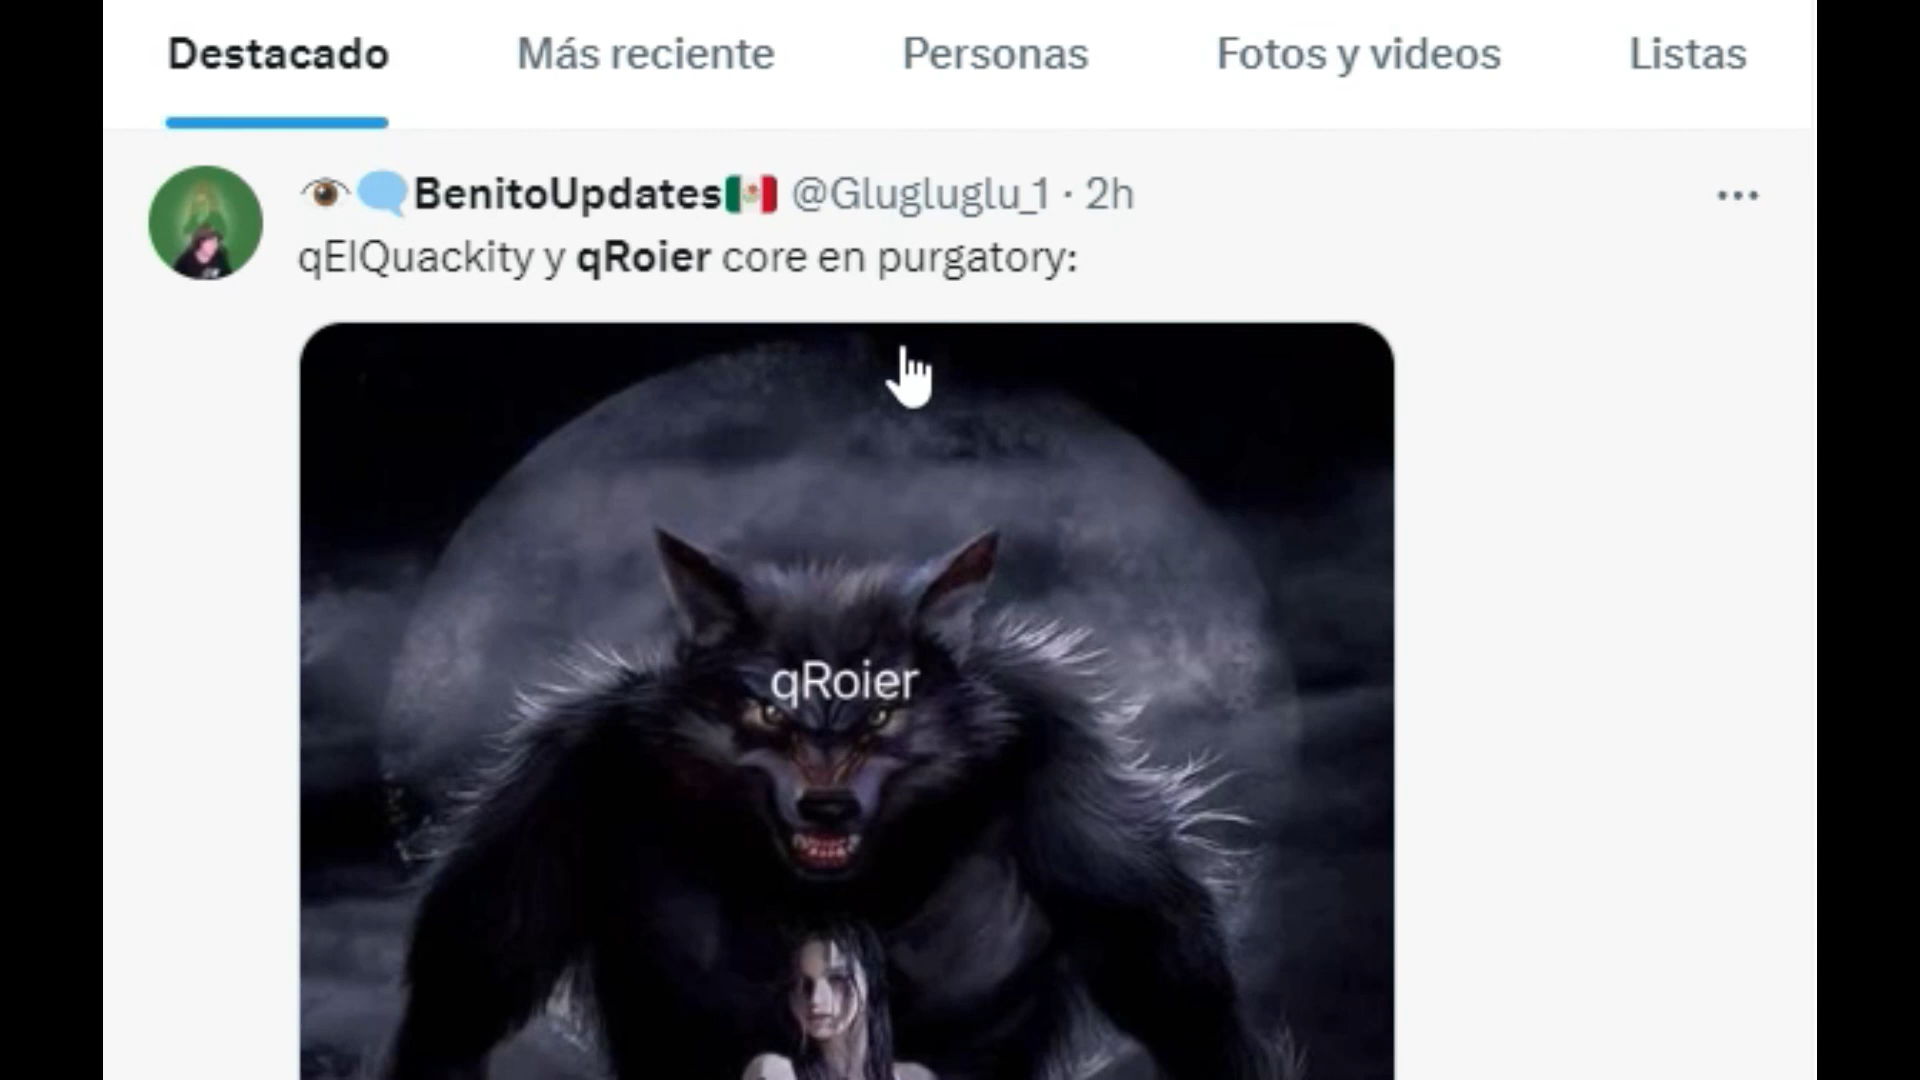 Destacado Más reciente Personas Fotos y videos Listas
👁️🗨️BenitoUpdates🇲🇽 @Glugluglu_1 · 2h
qElQuackity y qRoier core en purgatory:
qRoier